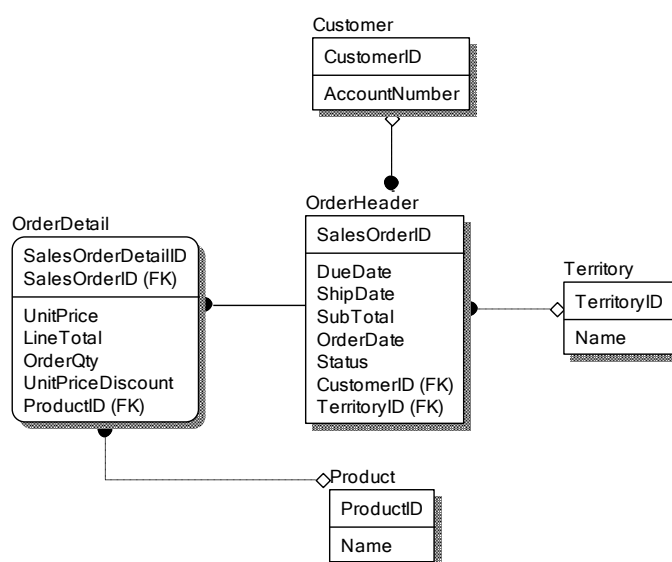 Customer
CustomerID
AccountNumber
OrderHeader
SalesOrderID
DueDate
ShipDate
SubTotal
OrderDate
Status
CustomerID (FK)
TerritoryID (FK)
OrderDetail
SalesOrderDetailID
SalesOrderID (FK)
UnitPrice
LineTotal
OrderQty
UnitPriceDiscount
ProductID (FK)
Territory
TerritoryID
Name
Product
ProductID
Name